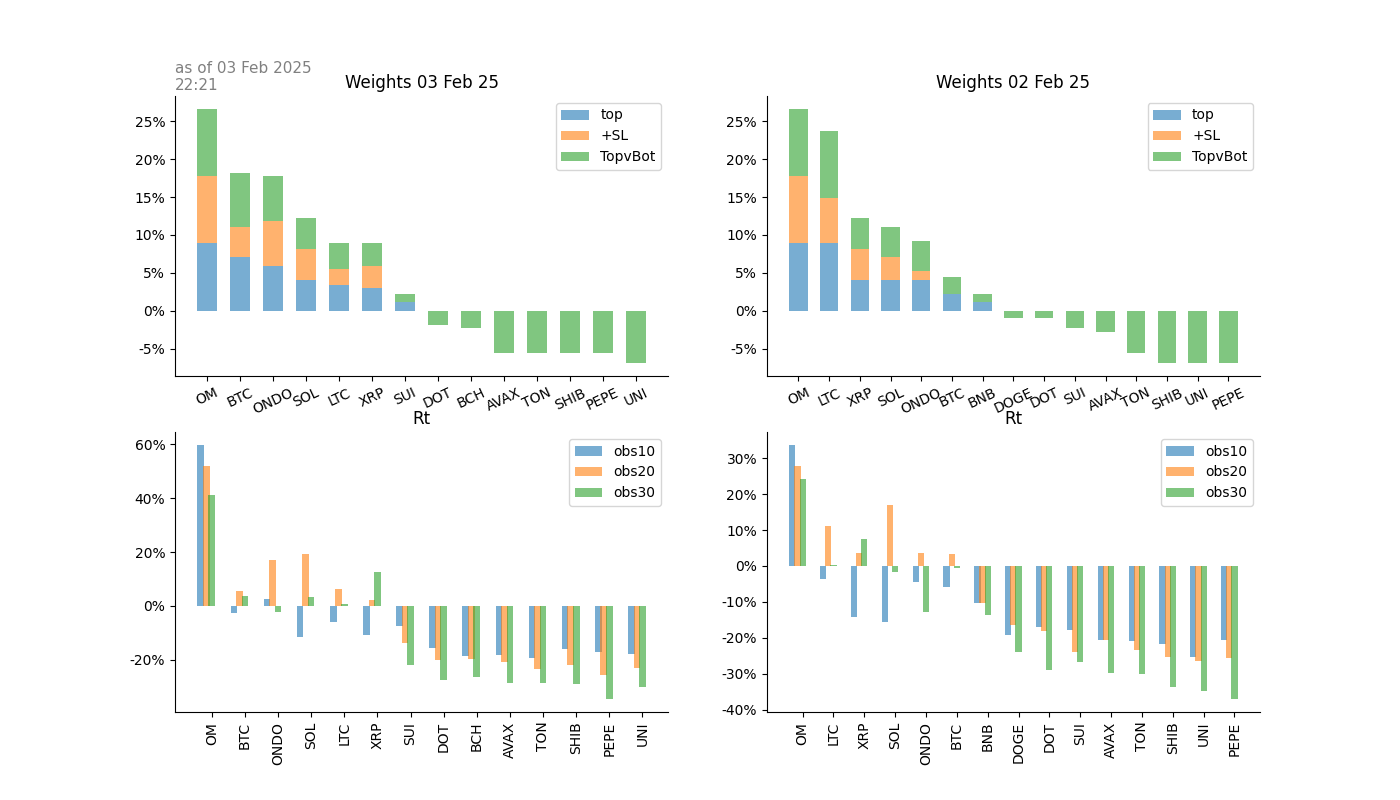 as of 03 Feb 2025
22:21
Weights 03 Feb 25
25%
20%
15%
10%
5%
0%
-5%
top
+SL
TopvBot
OM BTC ONDO SOL LTC XRP SUI DOT BCH AVAX TON SHIB PEPE UNI
Weights 02 Feb 25
25%
20%
15%
10%
5%
0%
-5%
top
+SL
TopvBot
OM LTC XRP SOL ONDO BTC BNB DOGE DOT SUI AVAX TON SHIB UNI PEPE
Rt
60%
40%
20%
0%
-20%
obs10
obs20
obs30
OM BTC ONDO SOL LTC XRP SUI DOT BCH AVAX TON SHIB PEPE UNI
Rt
30%
20%
10%
0%
-10%
-20%
-30%
-40%
obs10
obs20
obs30
OM LTC XRP SOL ONDO BTC BNB DOGE DOT SUI AVAX TON SHIB UNI PEPE